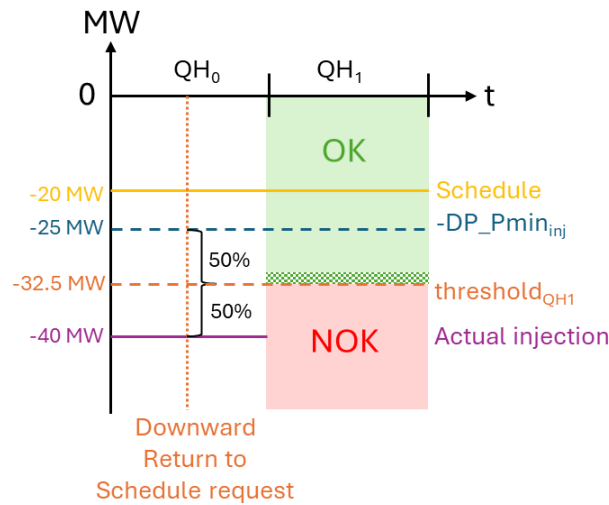 MW
QH₀
QH₁
0
t
OK
-20 MW
Schedule
-25 MW
-DP_Pminᵢₙⱼ
50%
-32.5 MW
threshold_QH1
50%
-40 MW
NOK
Actual injection
Downward
Return to
Schedule request